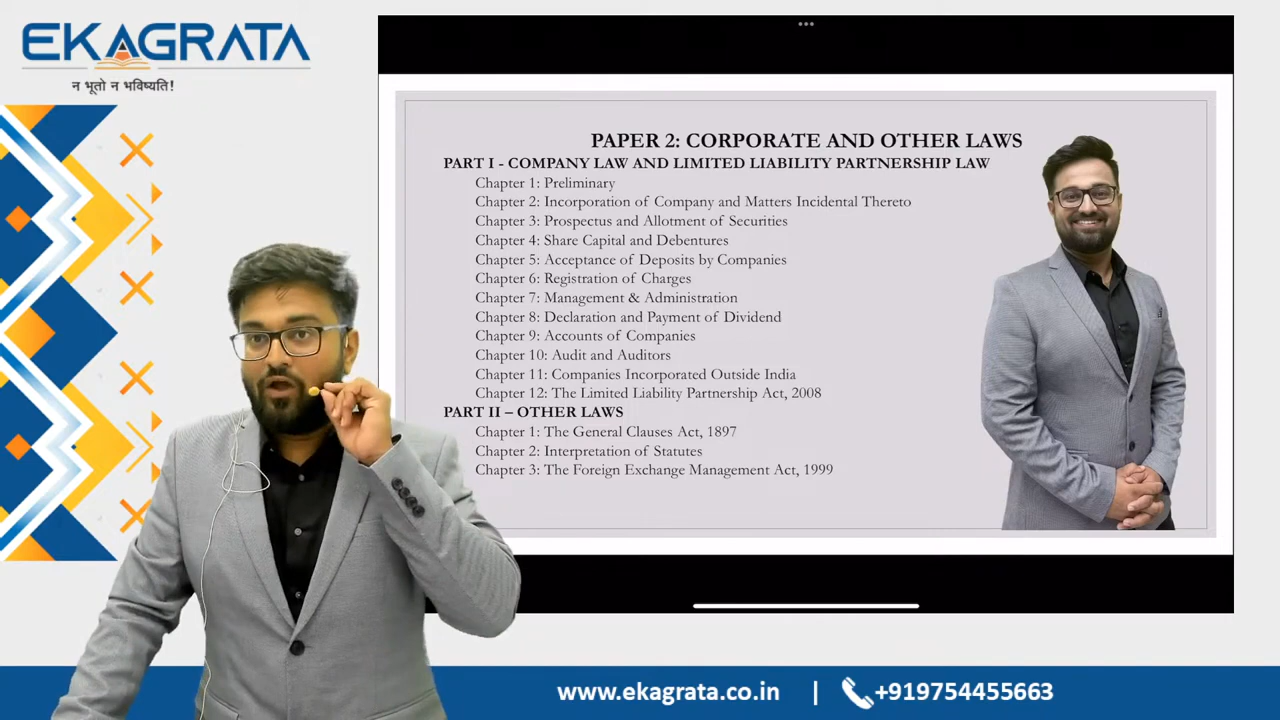 EKAGRATA
न भूतो न भविष्यति!
PAPER 2: CORPORATE AND OTHER LAWS
PART I - COMPANY LAW AND LIMITED LIABILITY PARTNERSHIP LAW
Chapter 1: Preliminary
Chapter 2: Incorporation of Company and Matters Incidental Thereto
Chapter 3: Prospectus and Allotment of Securities
Chapter 4: Share Capital and Debentures
Chapter 5: Acceptance of Deposits by Companies
Chapter 6: Registration of Charges
Chapter 7: Management & Administration
Chapter 8: Declaration and Payment of Dividend
Chapter 9: Accounts of Companies
Chapter 10: Audit and Auditors
Chapter 11: Companies Incorporated Outside India
Chapter 12: The Limited Liability Partnership Act, 2008
PART II – OTHER LAWS
Chapter 1: The General Clauses Act, 1897
Chapter 2: Interpretation of Statutes
Chapter 3: The Foreign Exchange Management Act, 1999
www.ekagrata.co.in | +919754455663